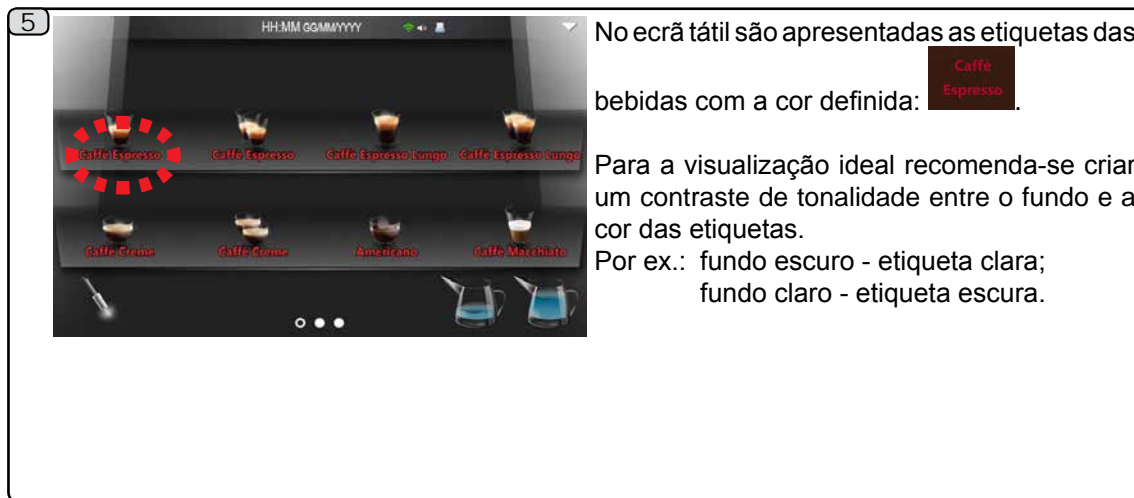 5
HH:MM GG/MM/YYYY
Caffè Espresso Caffè Espresso Caffè Espresso Lungo Caffè Espresso Lungo
Caffè Creme Caffè Creme Americano Caffè Macchiato
No ecrã tátil são apresentadas as etiquetas das
Caffè
Espresso
bebidas com a cor definida: .
Para a visualização ideal recomenda-se criar
um contraste de tonalidade entre o fundo e a
cor das etiquetas.
Por ex.: fundo escuro - etiqueta clara;
fundo claro - etiqueta escura.